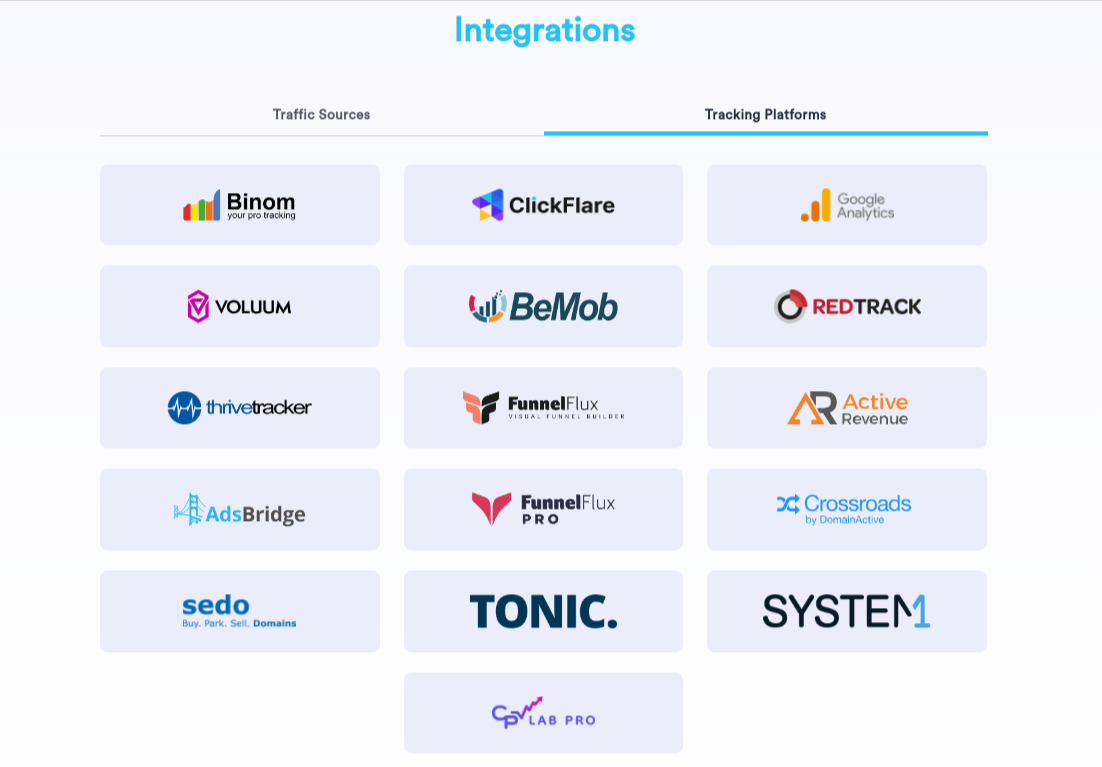 Integrations
Traffic Sources
Tracking Platforms
Binom
your pro tracking
ClickFlare
Google
Analytics
VOLUUM
BeMob
REDTRACK
thrivetracker
FunnelFlux
VISUAL FUNNEL BUILDER
Active
Revenue
AdsBridge
FunnelFlux
PRO
Crossroads
by DomainActive
sedo
Buy. Park. Sell. Domains
TONIC.
SYSTEM1
CPV LAB PRO